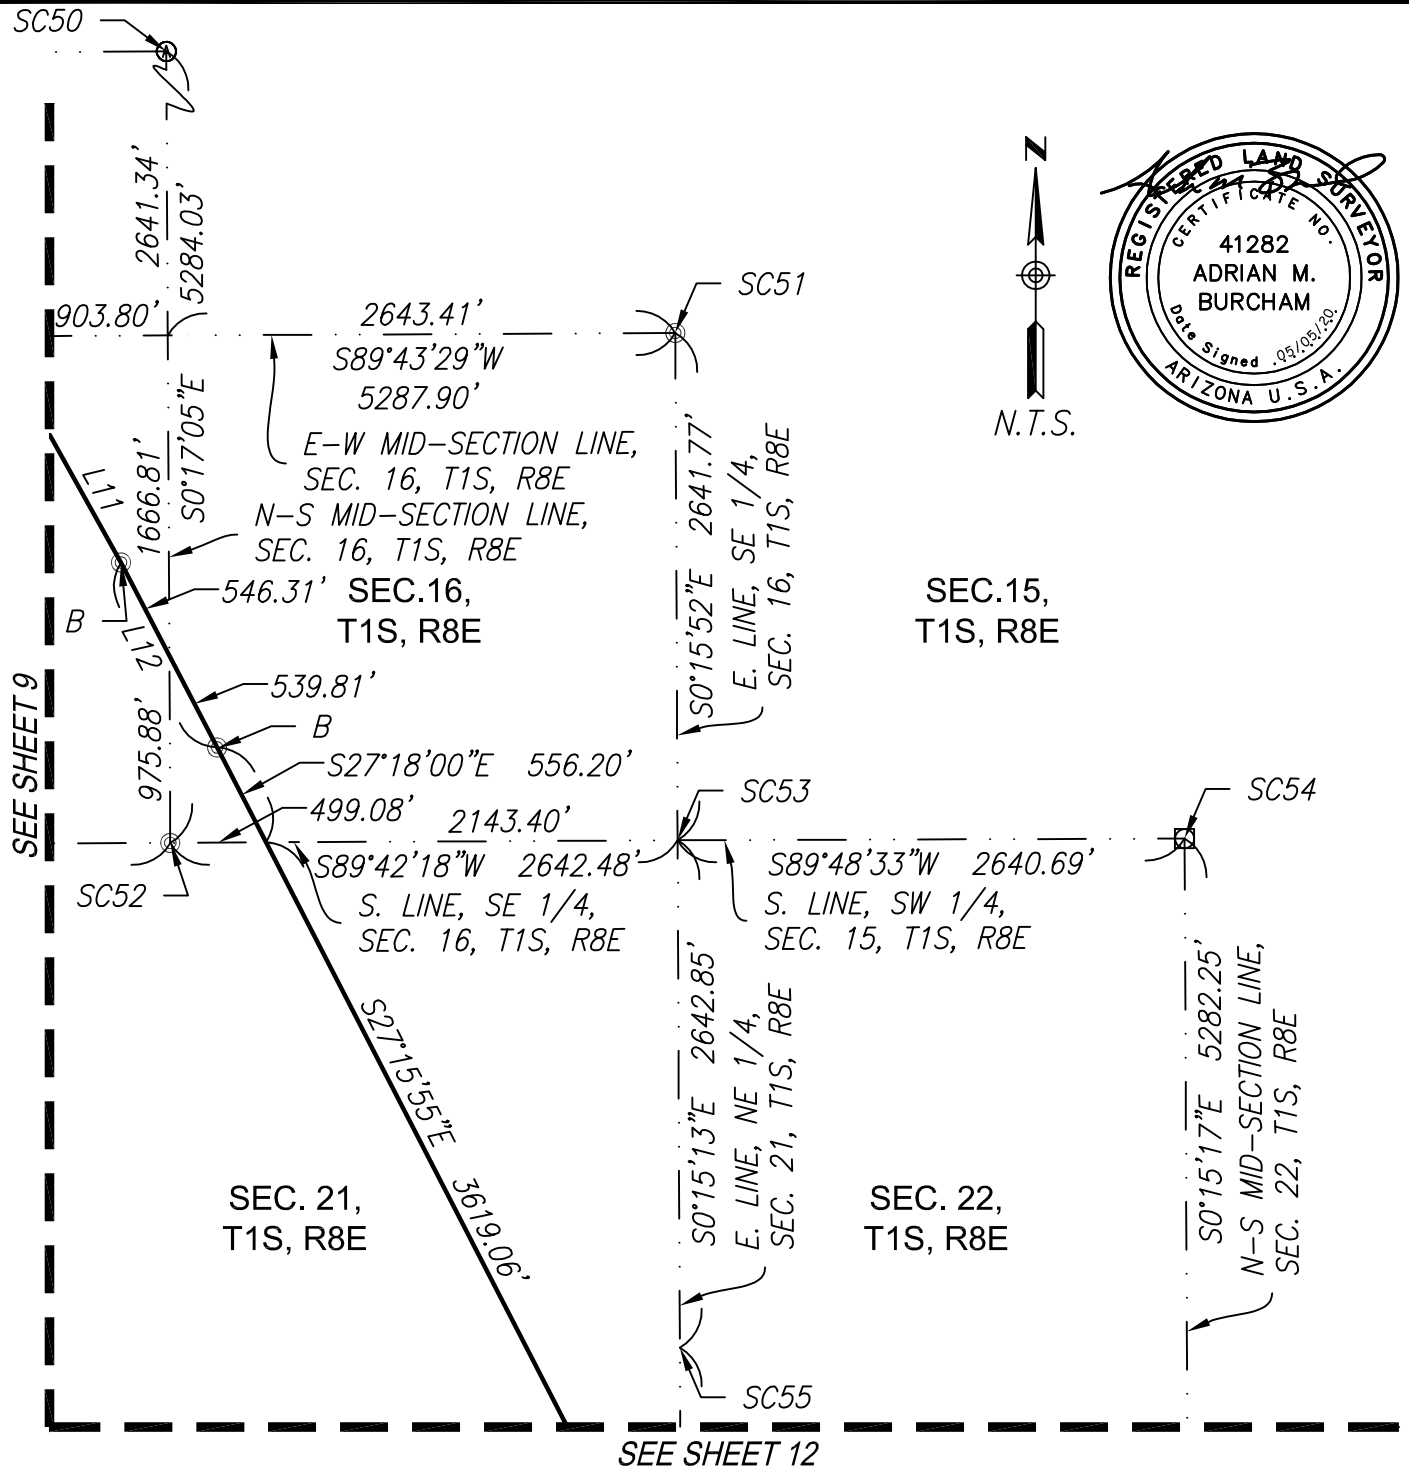 SC50
2641.34'
5284.03'
N
REGISTERED LAND SURVEYOR
CERTIFICATE NO.
41282
ADRIAN M.
BURCHAM
Date Signed 05/05/20
ARIZONA U.S.A.
N.T.S.
SC51
903.80'
2643.41'
S89°43'29"W
5287.90'
E-W MID-SECTION LINE,
SEC. 16, T1S, R8E
N-S MID-SECTION LINE,
SEC. 16, T1S, R8E
L11
1666.81'
S0°17'05"E
S0°15'52"E 2641.77'
E. LINE, SE 1/4,
SEC. 16, T1S, R8E
546.31'
SEC.16,
T1S, R8E
SEC.15,
T1S, R8E
B
L12
539.81'
SEE SHEET 9
975.88'
B
S27°18'00"E 556.20'
499.08'
2143.40'
SC53
SC54
S89°42'18"W 2642.48'
S89°48'33"W 2640.69'
SC52
S. LINE, SE 1/4,
SEC. 16, T1S, R8E
S. LINE, SW 1/4,
SEC. 15, T1S, R8E
S27°15'55"E 3619.06'
S0°15'13"E 2642.85'
E. LINE, NE 1/4,
SEC. 21, T1S, R8E
S0°15'17"E 5282.25'
N-S MID-SECTION LINE,
SEC. 22, T1S, R8E
SEC. 21,
T1S, R8E
SEC. 22,
T1S, R8E
SC55
SEE SHEET 12